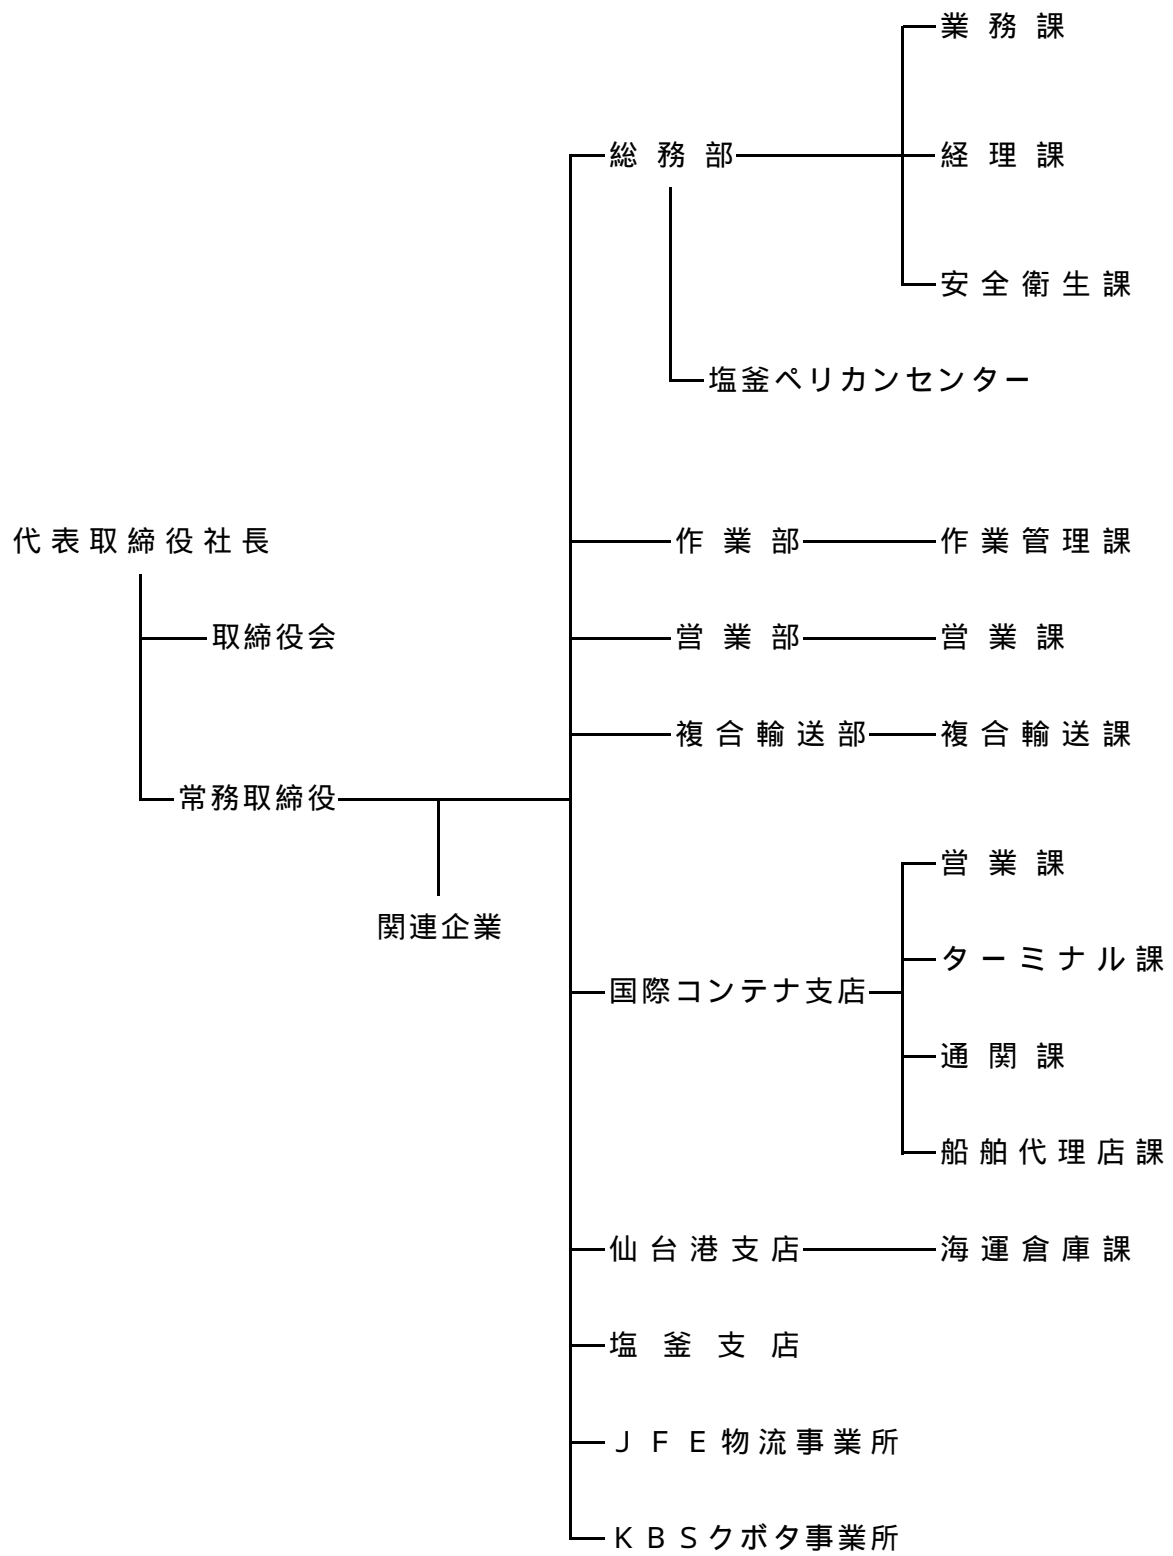 業務課
総務部
経理課
安全衛生課
塩釜ペリカンセンター
代表取締役社長
作業部
作業管理課
取締役会
営業部
営業課
複合輸送部
複合輸送課
常務取締役
営業課
関連企業
ターミナル課
国際コンテナ支店
通関課
船舶代理店課
仙台港支店
海運倉庫課
塩釜支店
ＪＦＥ物流事業所
ＫＢＳクボタ事業所